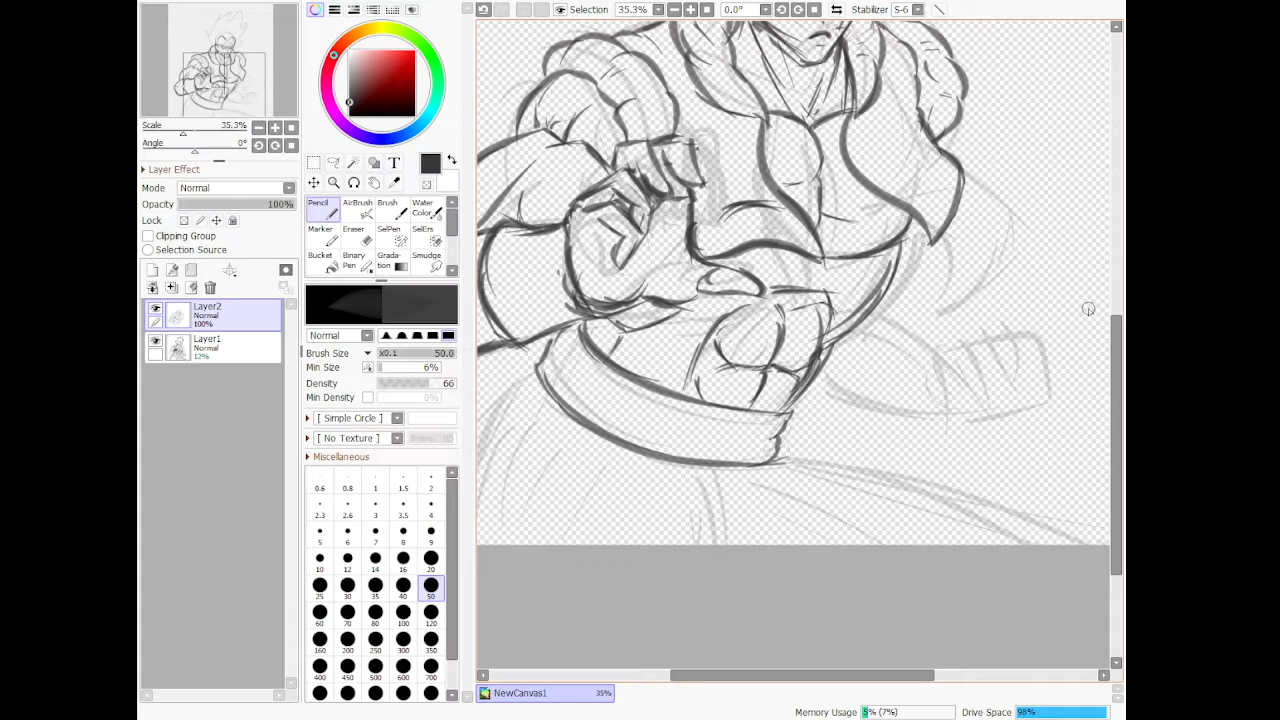 Selection 35.3% 0.0° Stabilizer S-6
Scale 35.3%
Angle 0°
Layer Effect
Mode Normal
Opacity 100%
Lock
Clipping Group
Selection Source
Layer2
Normal
100%
Layer1
Normal
12%
T
Pencil AirBrush Brush Water Color
Marker Eraser SelPen SelErs
Bucket Binary Pen Grada-tion Smudge
Normal
Brush Size x0.1 50.0
Min Size 6%
Density 66
Min Density 0%
[ Simple Circle ]
[ No Texture ]
Miscellaneous
0.6 0.8 1 1.5 2
2.3 2.6 3 3.5 4
5 6 7 8 9
10 12 14 16 20
25 30 35 40 50
60 70 80 100 120
160 200 250 300 350
400 450 500 600 700
NewCanvas1 35%
Memory Usage 5% (7%) Drive Space 98%